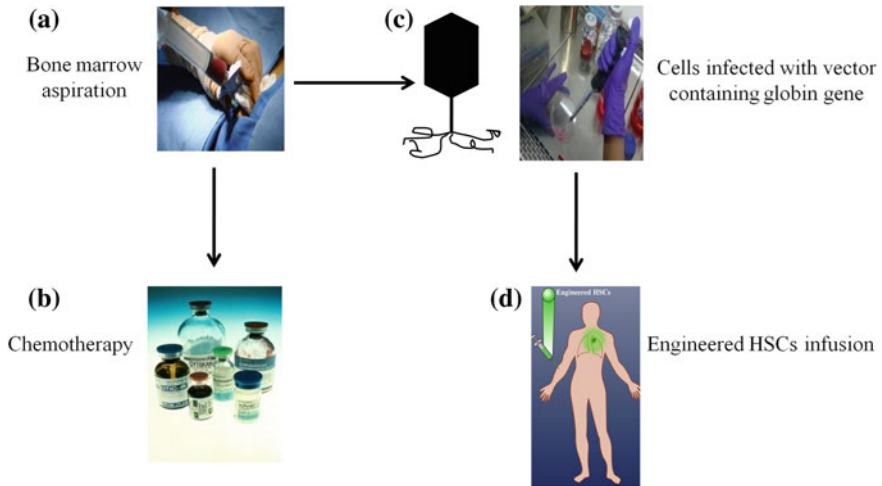 (a)
Bone marrow
aspiration
(c)
Cells infected with vector
containing globin gene
(b)
Chemotherapy
(d)
Engineered HSCs
Engineered HSCs infusion